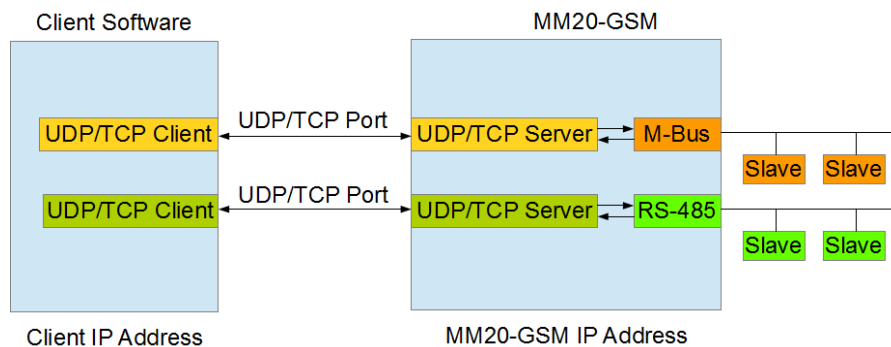 Client Software
MM20-GSM
UDP/TCP Client
UDP/TCP Port
UDP/TCP Server
M-Bus
Slave
Slave
UDP/TCP Client
UDP/TCP Port
UDP/TCP Server
RS-485
Slave
Slave
Client IP Address
MM20-GSM IP Address